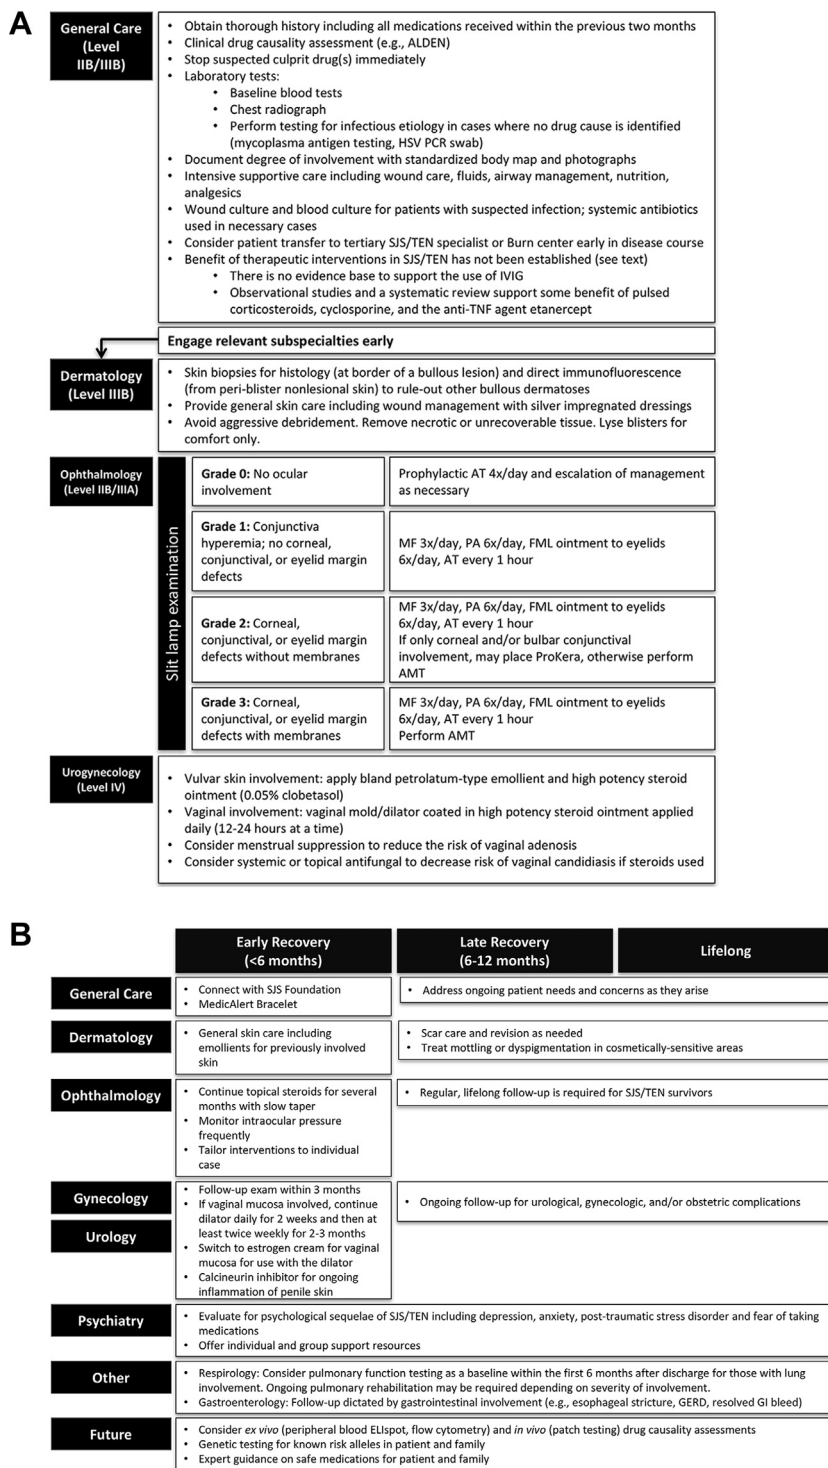 A
General Care
(Level
IIB/IIIB)
• Obtain thorough history including all medications received within the previous two months
• Clinical drug causality assessment (e.g., ALDEN)
• Stop suspected culprit drug(s) immediately
• Laboratory tests:
• Baseline blood tests
• Chest radiograph
• Perform testing for infectious etiology in cases where no drug cause is identified
(mycoplasma antigen testing, HSV PCR swab)
• Document degree of involvement with standardized body map and photographs
• Intensive supportive care including wound care, fluids, airway management, nutrition,
analgesics
• Wound culture and blood culture for patients with suspected infection; systemic antibiotics
used in necessary cases
• Consider patient transfer to tertiary SJS/TEN specialist or Burn center early in disease course
• Benefit of therapeutic interventions in SJS/TEN has not been established (see text)
• There is no evidence base to support the use of IVIG
• Observational studies and a systematic review support some benefit of pulsed
corticosteroids, cyclosporine, and the anti-TNF agent etanercept
Engage relevant subspecialties early
Dermatology
(Level IIIB)
• Skin biopsies for histology (at border of a bullous lesion) and direct immunofluorescence
(from peri-blister nonlesional skin) to rule-out other bullous dermatoses
• Provide general skin care including wound management with silver impregnated dressings
• Avoid aggressive debridement. Remove necrotic or unrecoverable tissue. Lyse blisters for
comfort only.
Ophthalmology
(Level IIB/IIIA)
Slit lamp examination
Grade 0: No ocular
involvement
Prophylactic AT 4x/day and escalation of management
as necessary
Grade 1: Conjunctiva
hyperemia; no corneal,
conjunctival, or eyelid margin
defects
MF 3x/day, PA 6x/day, FML ointment to eyelids
6x/day, AT every 1 hour
Grade 2: Corneal,
conjunctival, or eyelid margin
defects without membranes
MF 3x/day, PA 6x/day, FML ointment to eyelids
6x/day, AT every 1 hour
If only corneal and/or bulbar conjunctival
involvement, may place ProKera, otherwise perform
AMT
Grade 3: Corneal,
conjunctival, or eyelid margin
defects with membranes
MF 3x/day, PA 6x/day, FML ointment to eyelids
6x/day, AT every 1 hour
Perform AMT
Urogynecology
(Level IV)
• Vulvar skin involvement: apply bland petrolatum-type emollient and high potency steroid
ointment (0.05% clobetasol)
• Vaginal involvement: vaginal mold/dilator coated in high potency steroid ointment applied
daily (12-24 hours at a time)
• Consider menstrual suppression to reduce the risk of vaginal adenosis
• Consider systemic or topical antifungal to decrease risk of vaginal candidiasis if steroids used
B
Early Recovery
(<6 months)
Late Recovery
(6-12 months)
Lifelong
General Care
• Connect with SJS Foundation
• MedicAlert Bracelet
• Address ongoing patient needs and concerns as they arise
Dermatology
• General skin care including
emollients for previously involved
skin
• Scar care and revision as needed
• Treat mottling or dyspigmentation in cosmetically-sensitive areas
Ophthalmology
• Continue topical steroids for several
months with slow taper
• Monitor intraocular pressure
frequently
• Tailor interventions to individual
case
• Regular, lifelong follow-up is required for SJS/TEN survivors
Gynecology
Urology
• Follow-up exam within 3 months
• If vaginal mucosa involved, continue
dilator daily for 2 weeks and then at
least twice weekly for 2-3 months
• Switch to estrogen cream for vaginal
mucosa for use with the dilator
• Calcineurin inhibitor for ongoing
inflammation of penile skin
• Ongoing follow-up for urological, gynecologic, and/or obstetric complications
Psychiatry
• Evaluate for psychological sequelae of SJS/TEN including depression, anxiety, post-traumatic stress disorder and fear of taking
medications
• Offer individual and group support resources
Other
• Respirology: Consider pulmonary function testing as a baseline within the first 6 months after discharge for those with lung
involvement. Ongoing pulmonary rehabilitation may be required depending on severity of involvement.
• Gastroenterology: Follow-up dictated by gastrointestinal involvement (e.g., esophageal stricture, GERD, resolved GI bleed)
Future
• Consider ex vivo (peripheral blood ELIspot, flow cytometry) and in vivo (patch testing) drug causality assessments
• Genetic testing for known risk alleles in patient and family
• Expert guidance on safe medications for patient and family